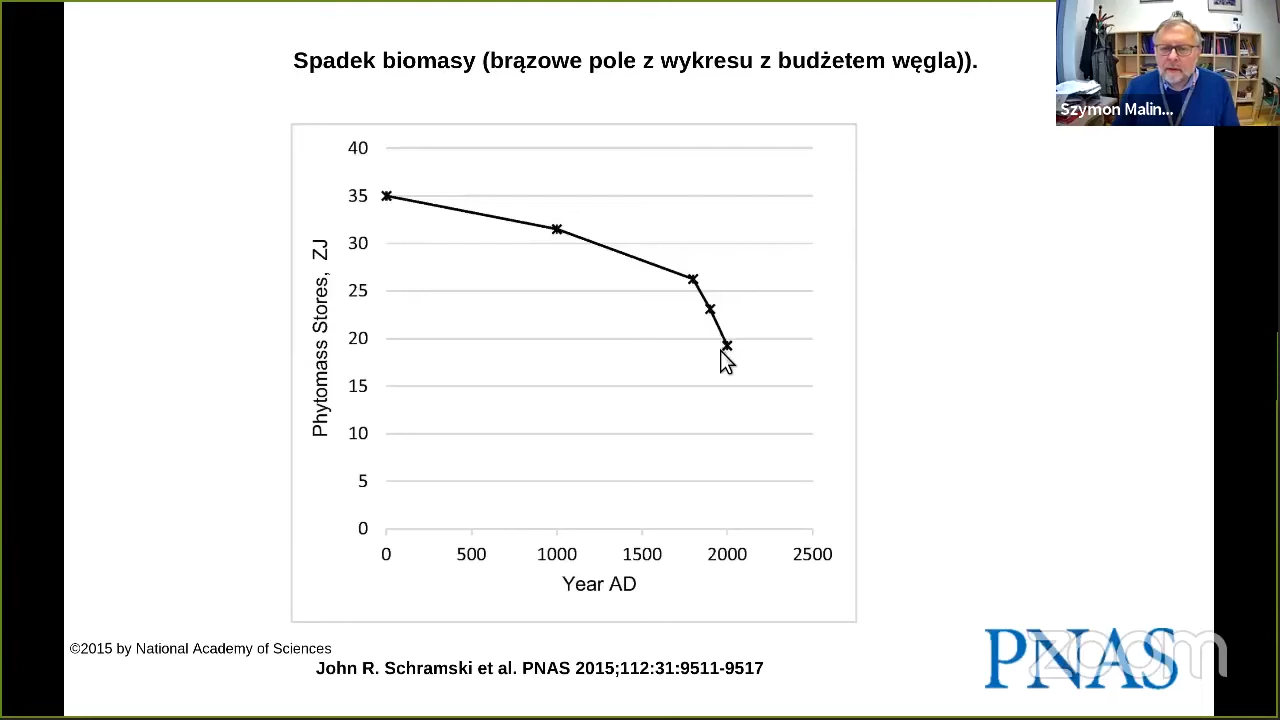 Spadek biomasy (brązowe pole z wykresu z budżetem węgla)).
Szymon Malin...
40
35
30
25
20
15
10
5
0
Phytomass Stores, ZJ
0 500 1000 1500 2000 2500
Year AD
©2015 by National Academy of Sciences
John R. Schramski et al. PNAS 2015;112:31:9511-9517
PNAS
zoom